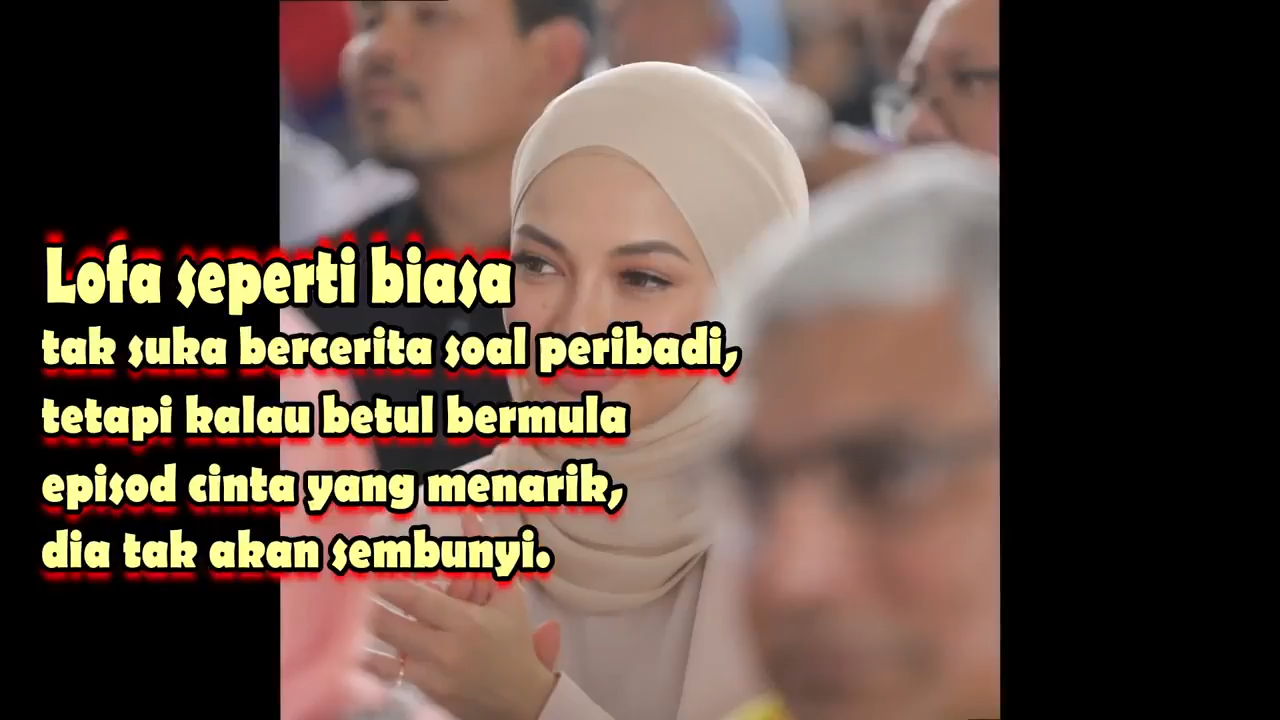 Lofa seperti biasa
tak suka bercerita soal peribadi,
tetapi kalau betul bermula
episod cinta yang menarik,
dia tak akan sembunyi.